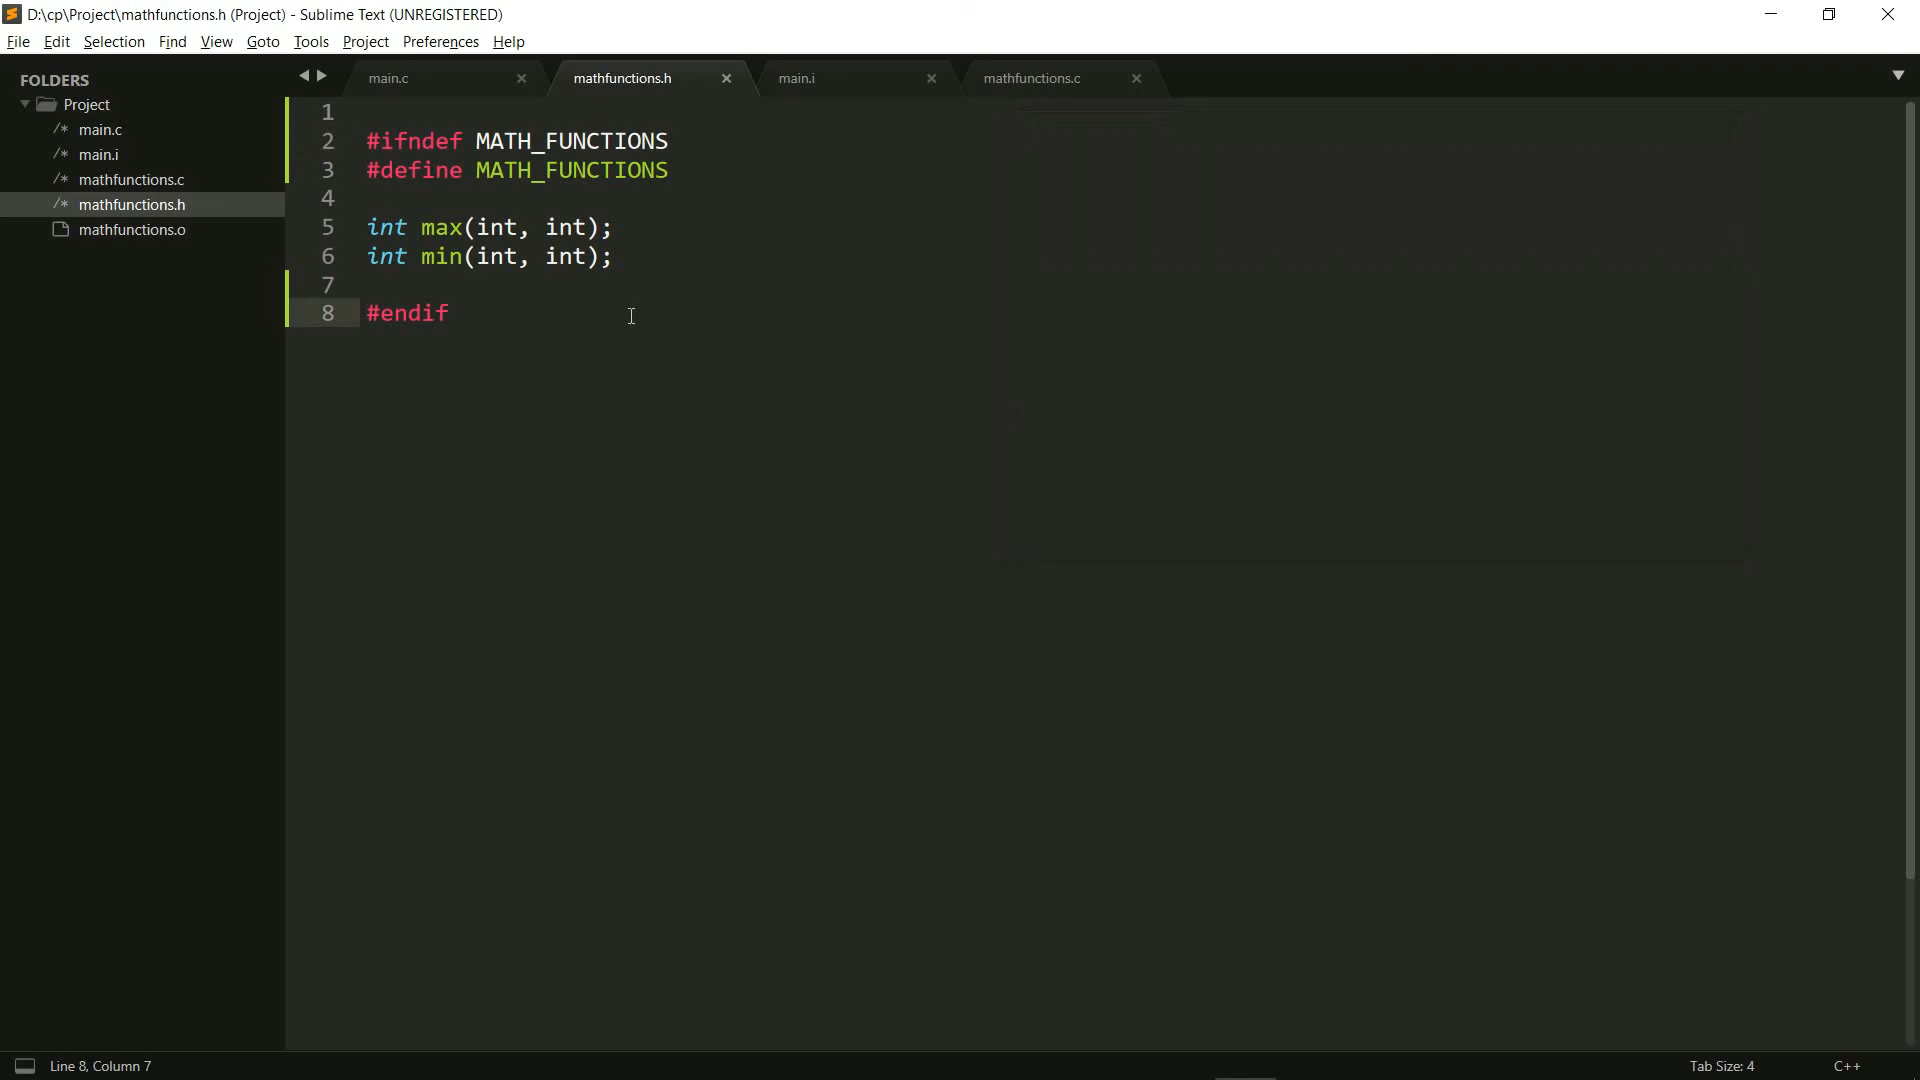 D:\cp\Project\mathfunctions.h (Project) - Sublime Text (UNREGISTERED)
File Edit Selection Find View Goto Tools Project Preferences Help
FOLDERS
Project
/* main.c
/* main.i
/* mathfunctions.c
/* mathfunctions.h
mathfunctions.o
main.c × mathfunctions.h × main.i × mathfunctions.c ×
1
2 #ifndef MATH_FUNCTIONS
3 #define MATH_FUNCTIONS
4
5 int max(int, int);
6 int min(int, int);
7
8 #endif
Line 8, Column 7 Tab Size: 4 C++